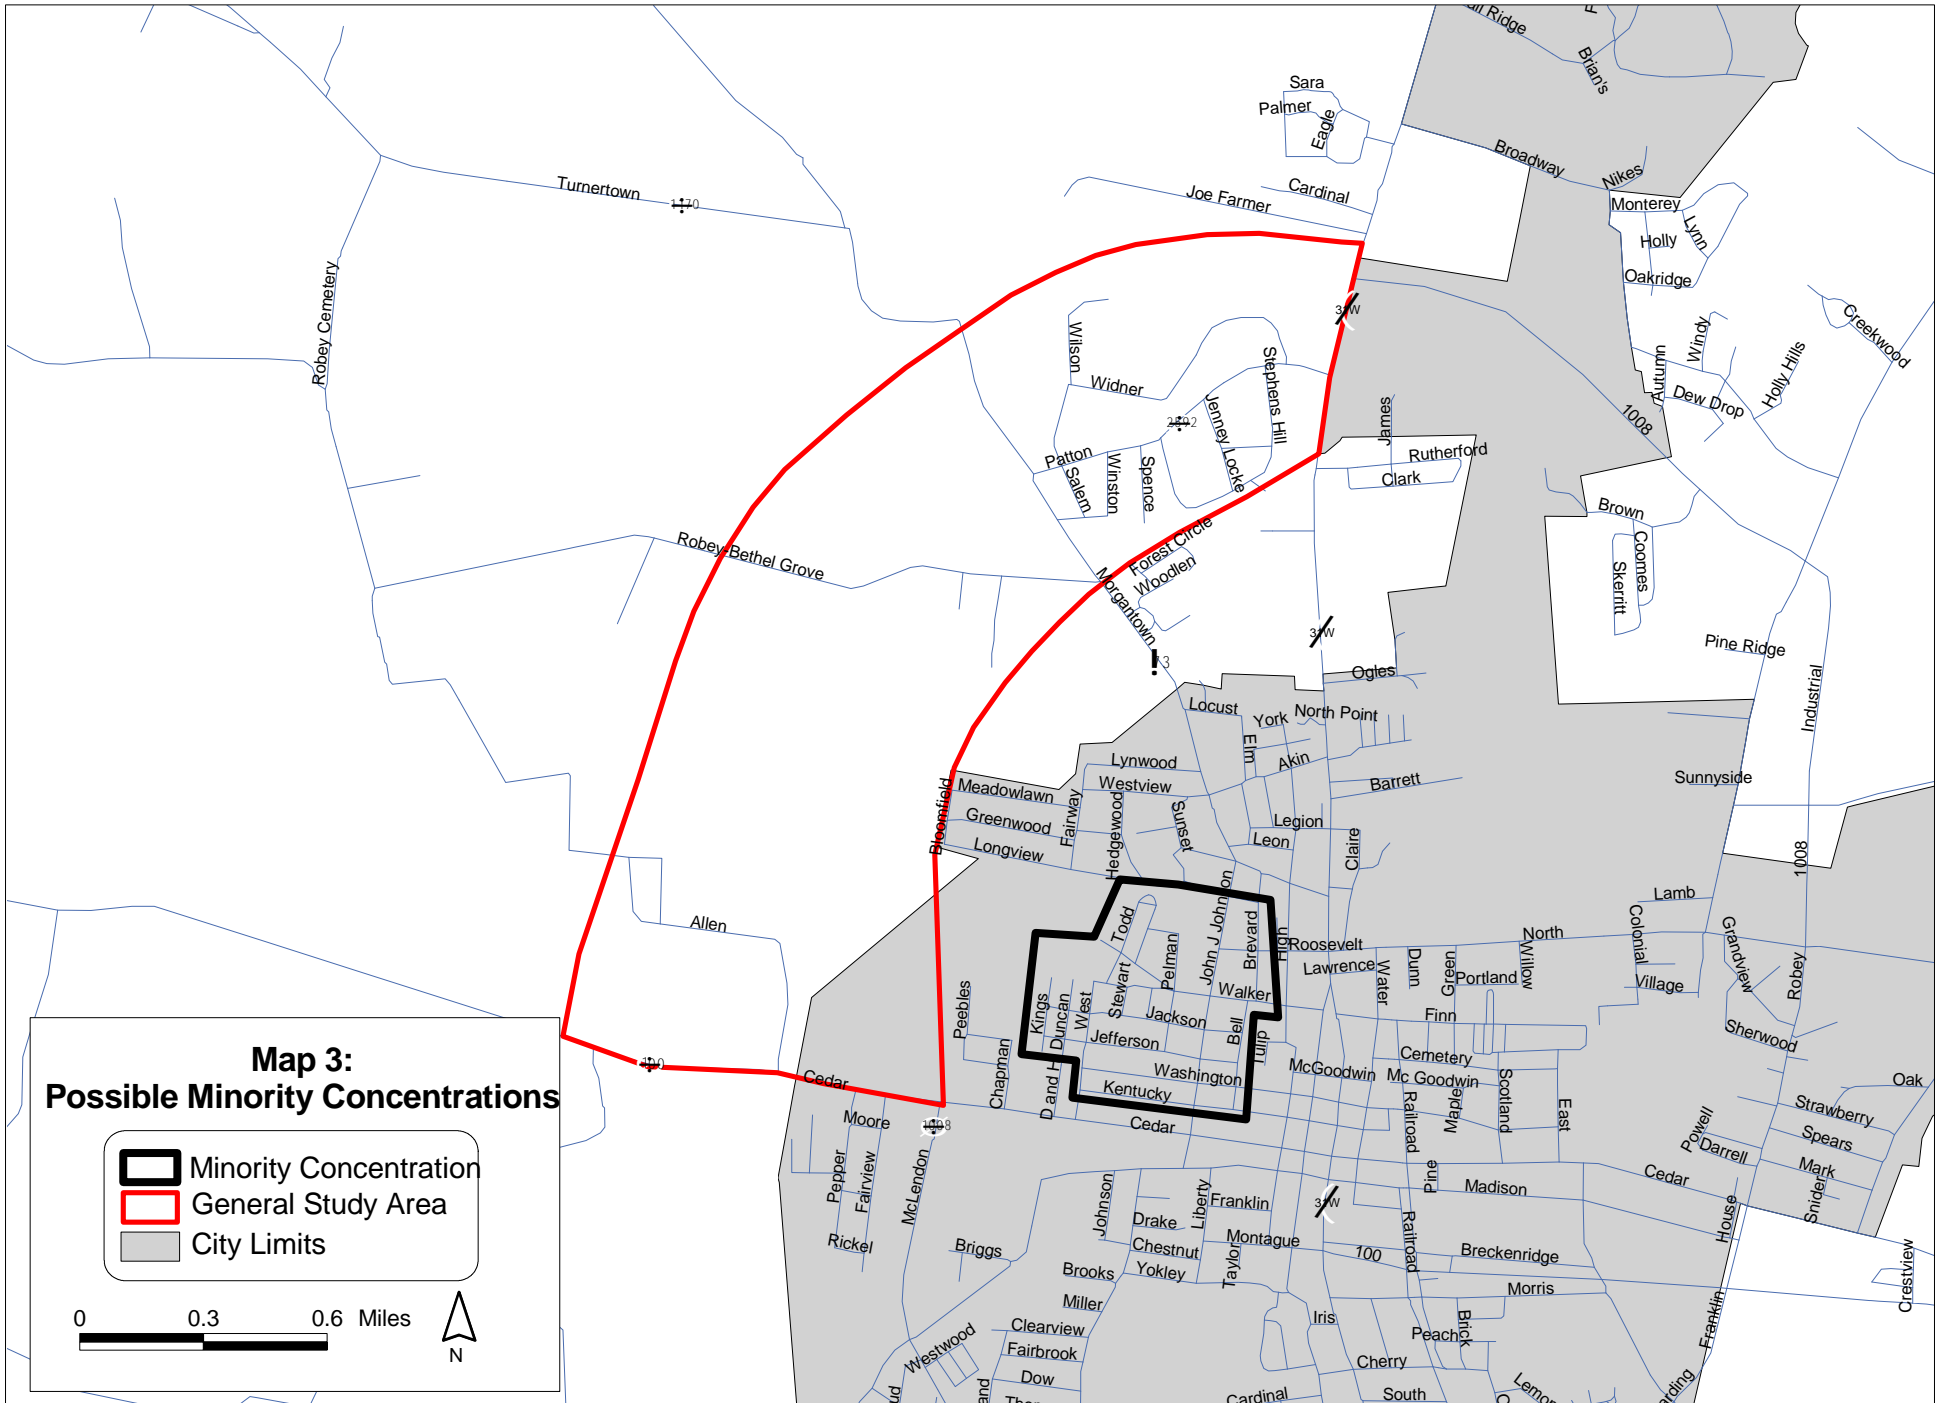 Brian's
Sara
Palmer
Eagle
Broadway
Nikes
Turnertown
Joe Farmer
Cardinal
Monterey
Lynn
Holly
Oakridge
Robey Cemetery
31W
Creekwood
Wilson
Windy
Holly Hills
Autumn
Stephens Hill
Widner
Dew Drop
Jenney
Locke
James
1008
Patton
Salem
Winston
Spence
Rutherford
Clark
Brown
Coomes
Skerritt
Robey-Bethel Grove
Forest Circle
Woodlen
Morgantown
31W
Pine Ridge
Industrial
Ogles
Locust
York
North Point
Elm
Akin
Lynwood
Westview
Barrett
Sunnyside
Bloomfield
Meadowlawn
Fairway
Hedgewood
Sunset
Greenwood
Longview
Legion
Leon
Claire
1008
Lamb
Allen
Todd
Pelman
John J Johnson
Brevard
High
Roosevelt
Lawrence
Water
Dunn
Green
Portland
Willow
North
Colonial
Village
Grandview
Robey
Peebles
Kings
Duncan
West
Stewart
Walker
Jackson
Jefferson
Bell
Tulip
Finn
Sherwood
Chapman
D and H
Washington
Kentucky
McGoodwin
Cemetery
Mc Goodwin
Scotland
Maple
Railroad
East
Oak
Strawberry
Spears
Powell
Darrell
Mark
Snider
Cedar
Moore
Cedar
Pepper
Fairview
McLendon
Rickel
Pine
Madison
Cedar
House
Johnson
Liberty
Franklin
31W
Drake
Chestnut
Montague
Taylor
Railroad
100
Breckenridge
Briggs
Brooks
Yokley
Miller
Morris
Crestview
Franklin
Iris
Brick
Peach
Clearview
Fairbrook
Westwood
Dow
Cherry
Cardinal
South
Map 3:
Possible Minority Concentrations
Minority Concentration
General Study Area
City Limits
0 0.3 0.6 Miles
N